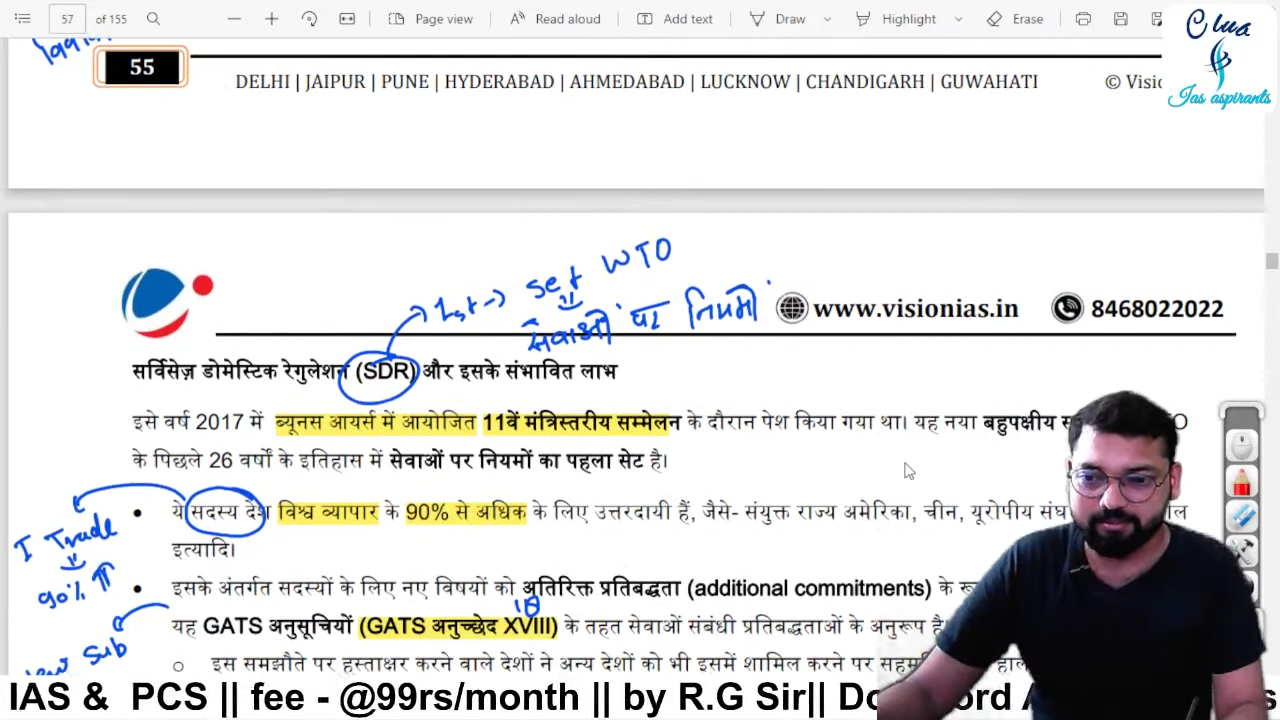 57 of 155 Page view Read aloud Add text Draw Highlight Erase
Clue
Ias aspirants
55
DELHI | JAIPUR | PUNE | HYDERABAD | AHMEDABAD | LUCKNOW | CHANDIGARH | GUWAHATI © Visio
1st → set WTO
सेवाओं पर नियमों
www.visionias.in 8468022022
सर्विसेज़ डोमेस्टिक रेगुलेशन (SDR) और इसके संभावित लाभ
इसे वर्ष 2017 में ब्यूनस आयर्स में आयोजित 11वें मंत्रिस्तरीय सम्मेलन के दौरान पेश किया गया था। यह नया बहुपक्षीय
के पिछले 26 वर्षों के इतिहास में सेवाओं पर नियमों का पहला सेट है।
• ये सदस्य देश विश्व व्यापार के 90% से अधिक के लिए उत्तरदायी हैं, जैसे- संयुक्त राज्य अमेरिका, चीन, यूरोपीय संघ
इत्यादि।
I Trade
90% ⇑
• इसके अंतर्गत सदस्यों के लिए नए विषयों को अतिरिक्त प्रतिबद्धता (additional commitments) के
18
यह GATS अनुसूचियों (GATS अनुच्छेद XVIII) के तहत सेवाओं संबंधी प्रतिबद्धताओं के अनुरूप है।
Sub
o इस समझौते पर हस्ताक्षर करने वाले देशों ने अन्य देशों को भी इसमें शामिल करने पर
IAS & PCS || fee - @99rs/month || by R.G Sir||